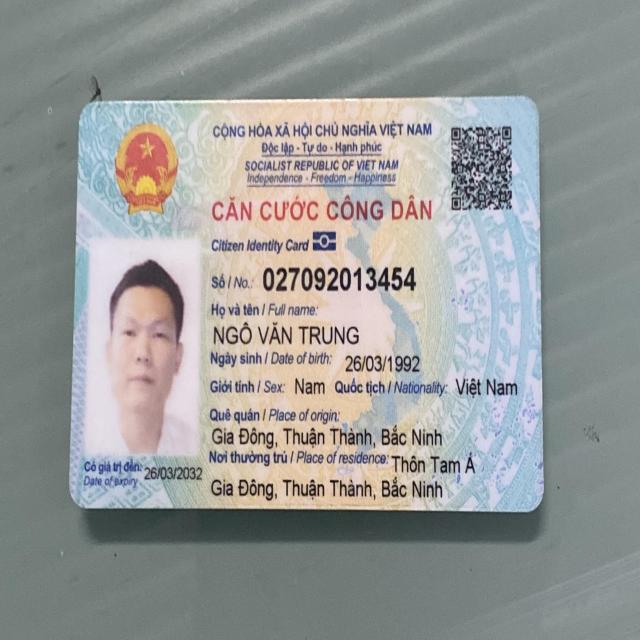 CỘNG HÒA XÃ HỘI CHỦ NGHĨA VIỆT NAM
Độc lập - Tự do - Hạnh phúc
SOCIALIST REPUBLIC OF VIET NAM
Independence - Freedom - Happiness
CĂN CƯỚC CÔNG DÂN
Citizen Identity Card
Số / No.: 027092013454
Họ và tên / Full name:
NGÔ VĂN TRUNG
Ngày sinh / Date of birth: 26/03/1992
Giới tính / Sex: Nam Quốc tịch / Nationality: Việt Nam
Quê quán / Place of origin:
Gia Đông, Thuận Thành, Bắc Ninh
Nơi thường trú / Place of residence: Thôn Tam Á
Gia Đông, Thuận Thành, Bắc Ninh
Có giá trị đến: 26/03/2032
Date of expiry